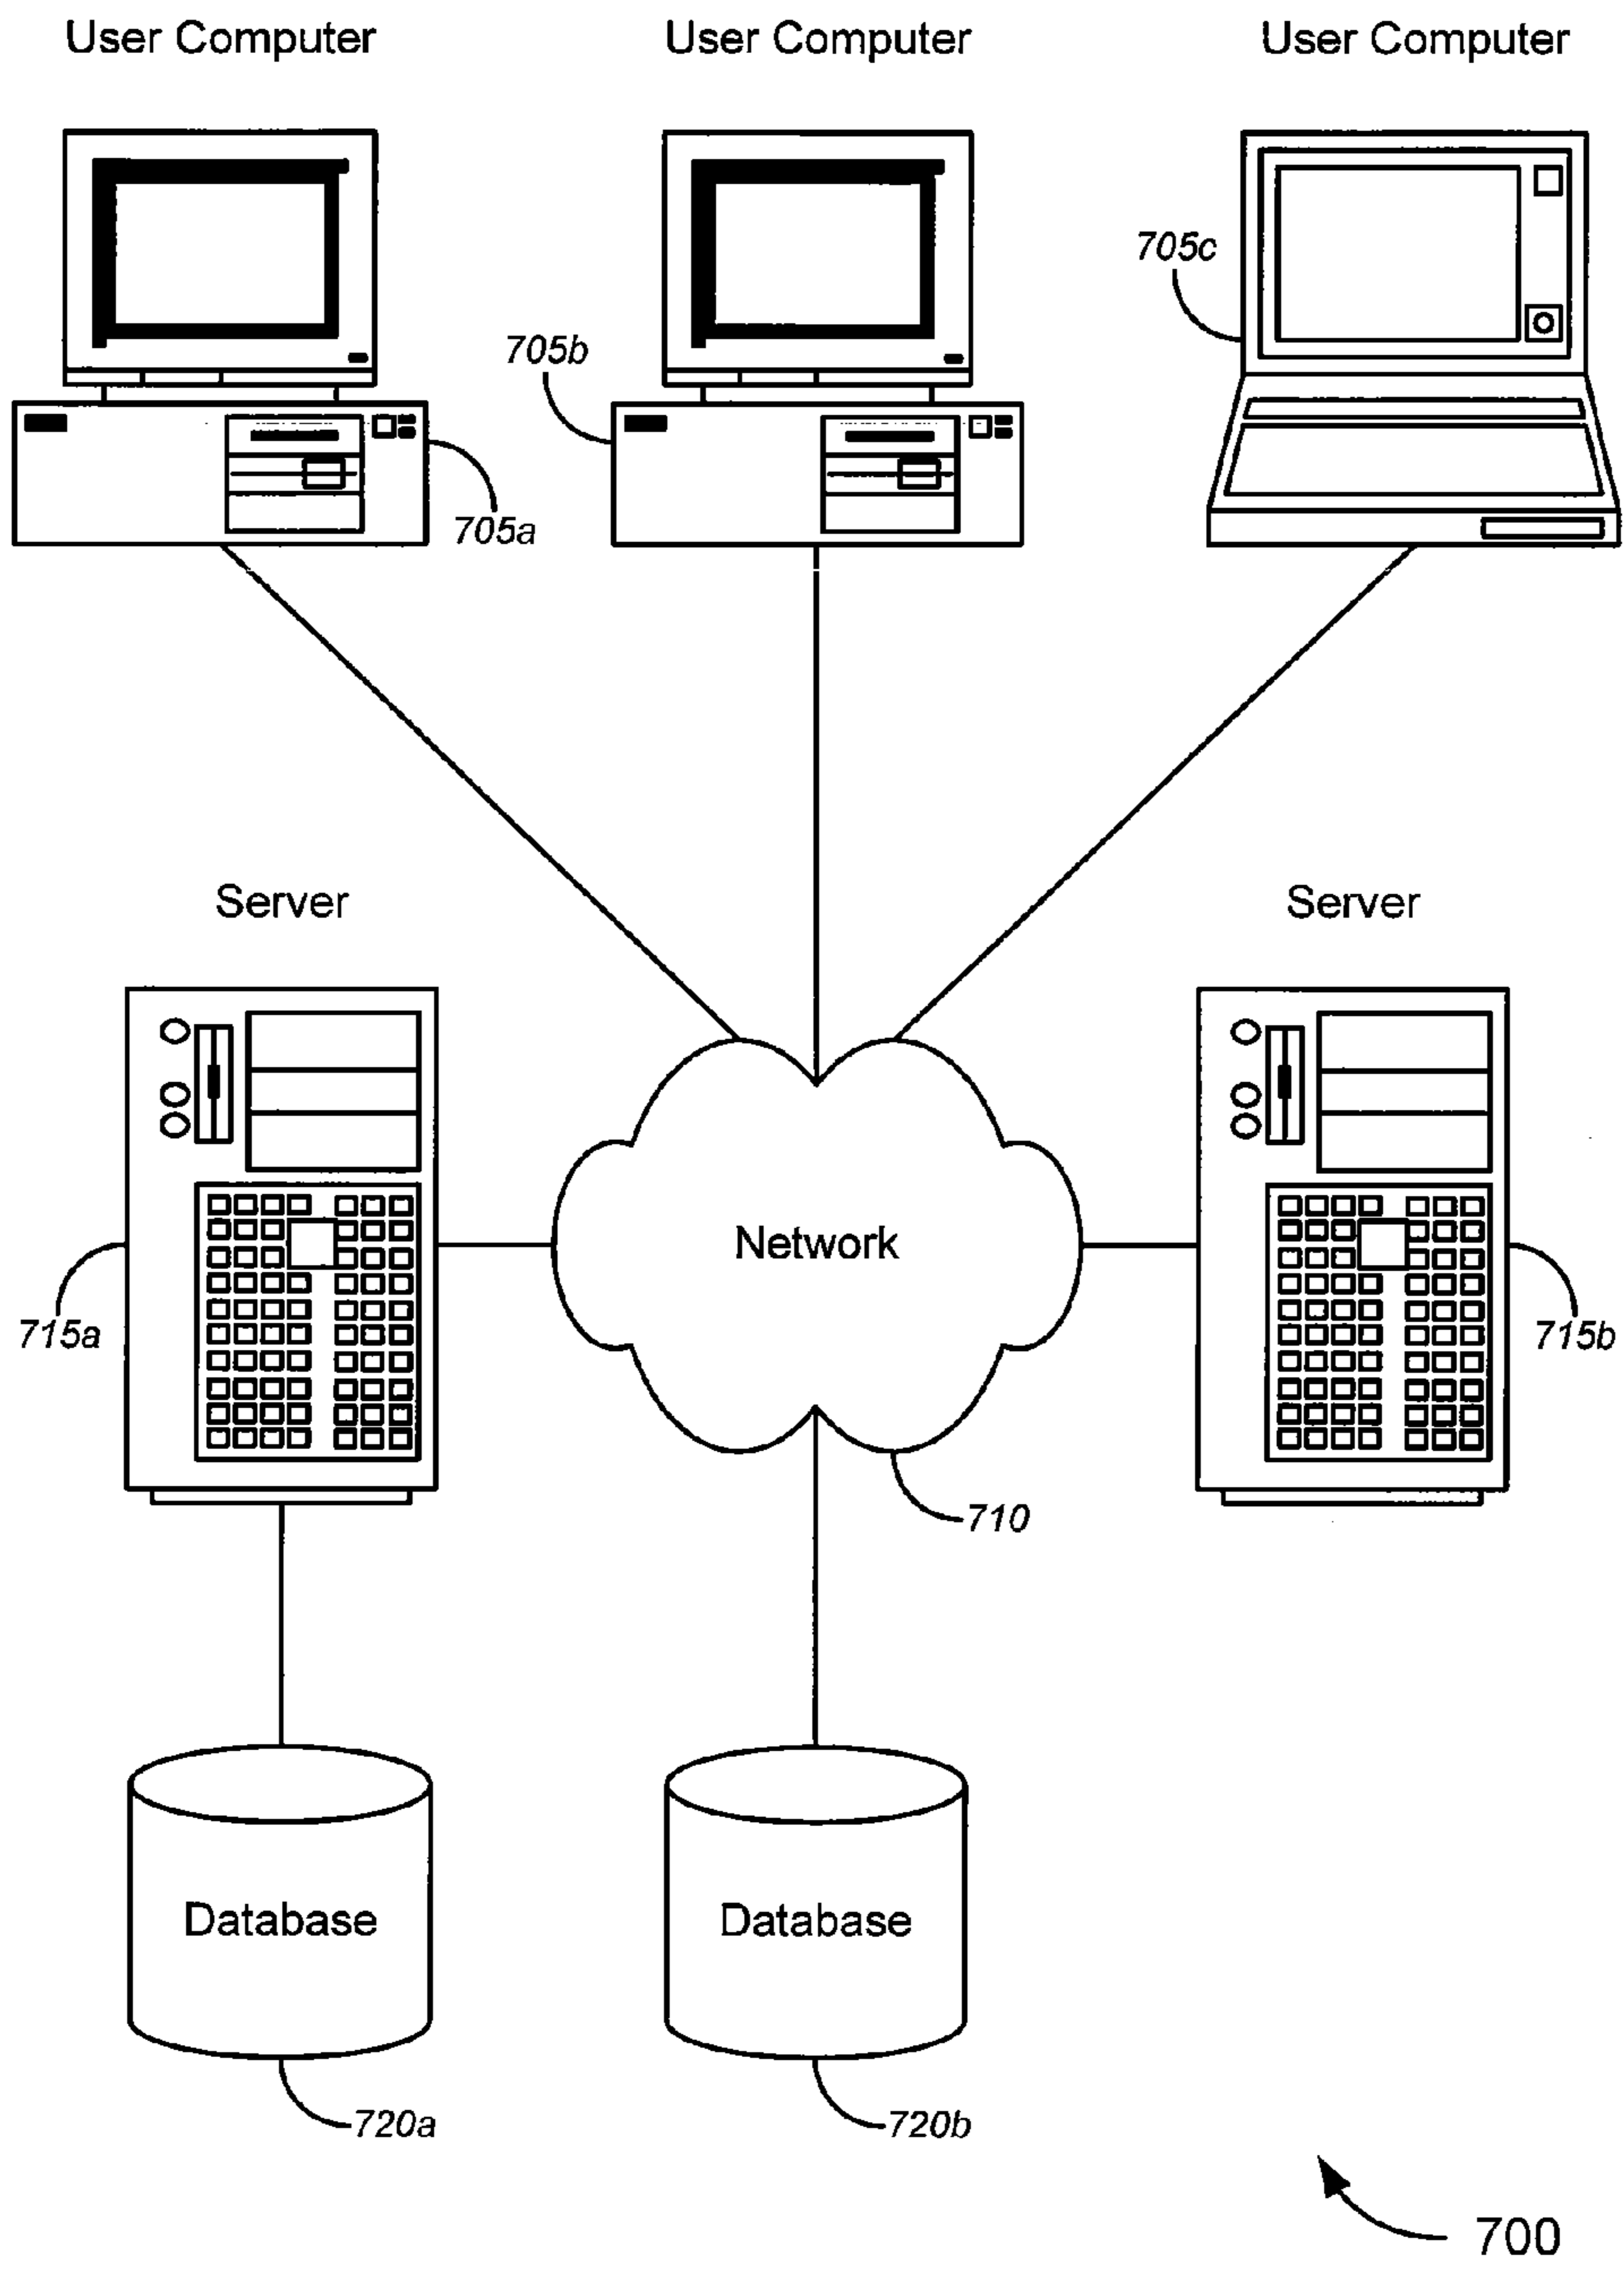 User Computer
User Computer
User Computer
705c
705b
705a
Server
Server
Network
715a
715b
710
Database
Database
720a
720b
700